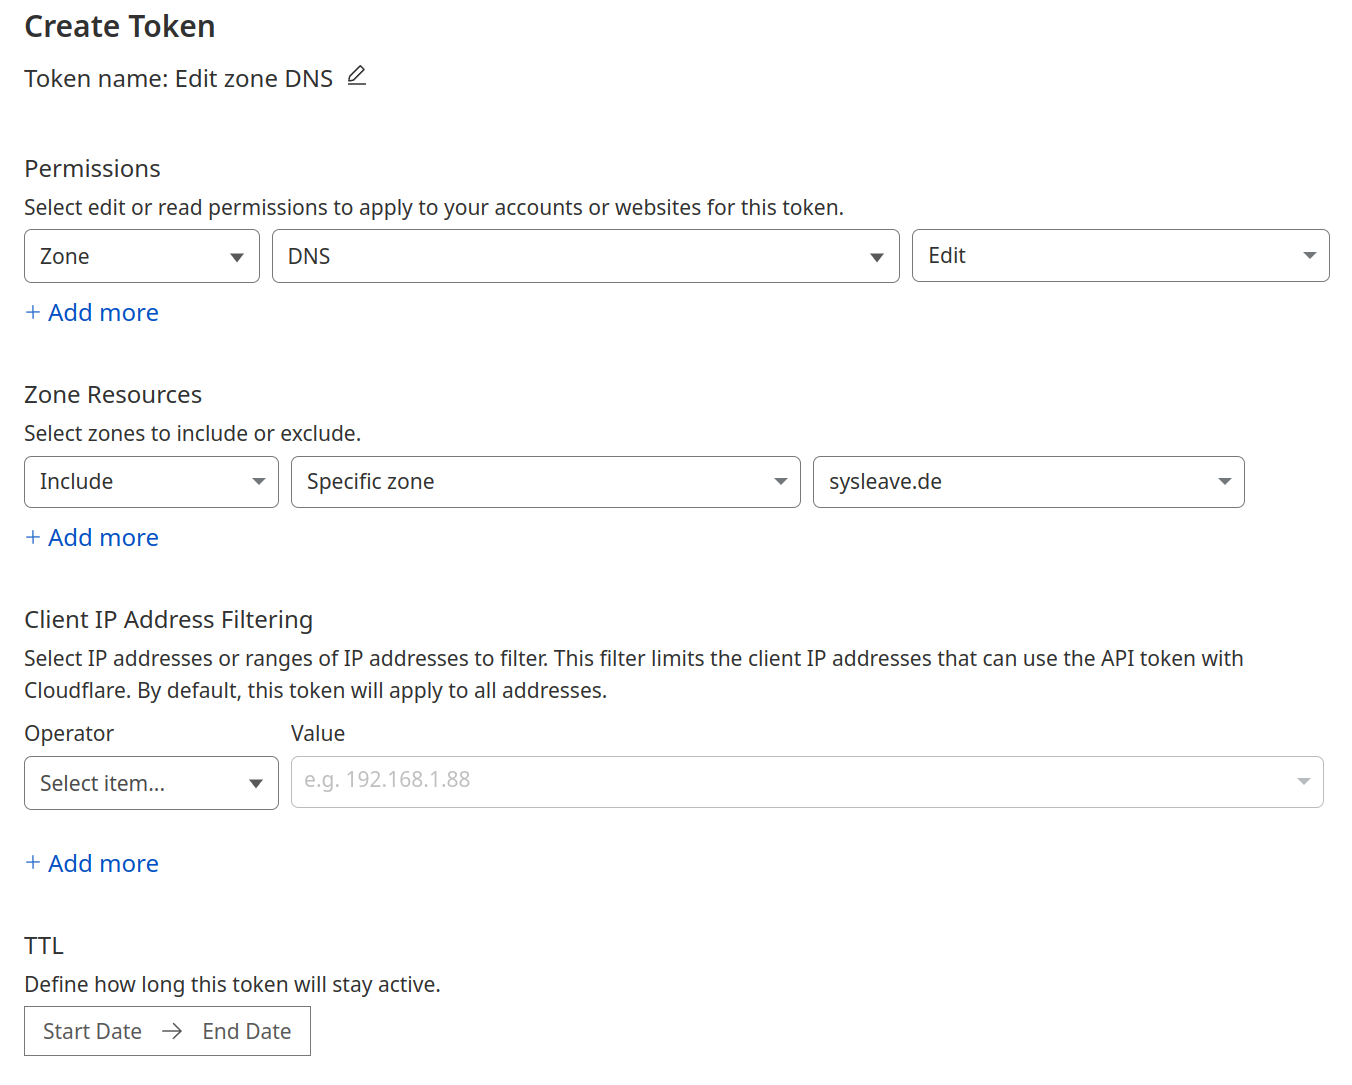 Create Token
Token name: Edit zone DNS
Permissions
Select edit or read permissions to apply to your accounts or websites for this token.
Zone
DNS
Edit
+ Add more
Zone Resources
Select zones to include or exclude.
Include
Specific zone
sysleave.de
+ Add more
Client IP Address Filtering
Select IP addresses or ranges of IP addresses to filter. This filter limits the client IP addresses that can use the API token with
Cloudflare. By default, this token will apply to all addresses.
Operator
Value
Select item...
e.g. 192.168.1.88
+ Add more
TTL
Define how long this token will stay active.
Start Date → End Date